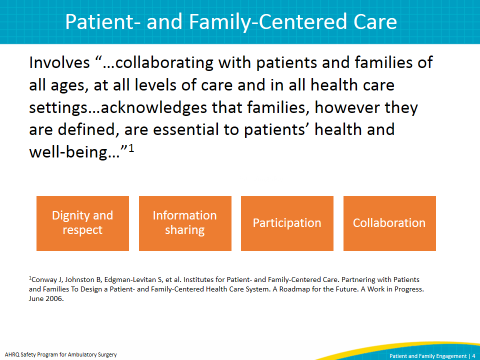 Patient- and Family-Centered Care
Involves “…collaborating with patients and families of
all ages, at all levels of care and in all health care
settings…acknowledges that families, however they
are defined, are essential to patients’ health and
well-being…”1
Dignity and
respect
Information
sharing
Participation
Collaboration
1Conway J, Johnston B, Edgman-Levitan S, et al. Institutes for Patient- and Family-Centered Care. Partnering with Patients
and Families To Design a Patient- and Family-Centered Health Care System. A Roadmap for the Future. A Work in Progress.
June 2006.
AHRQ Safety Program for Ambulatory Surgery
Patient and Family Engagement | 4